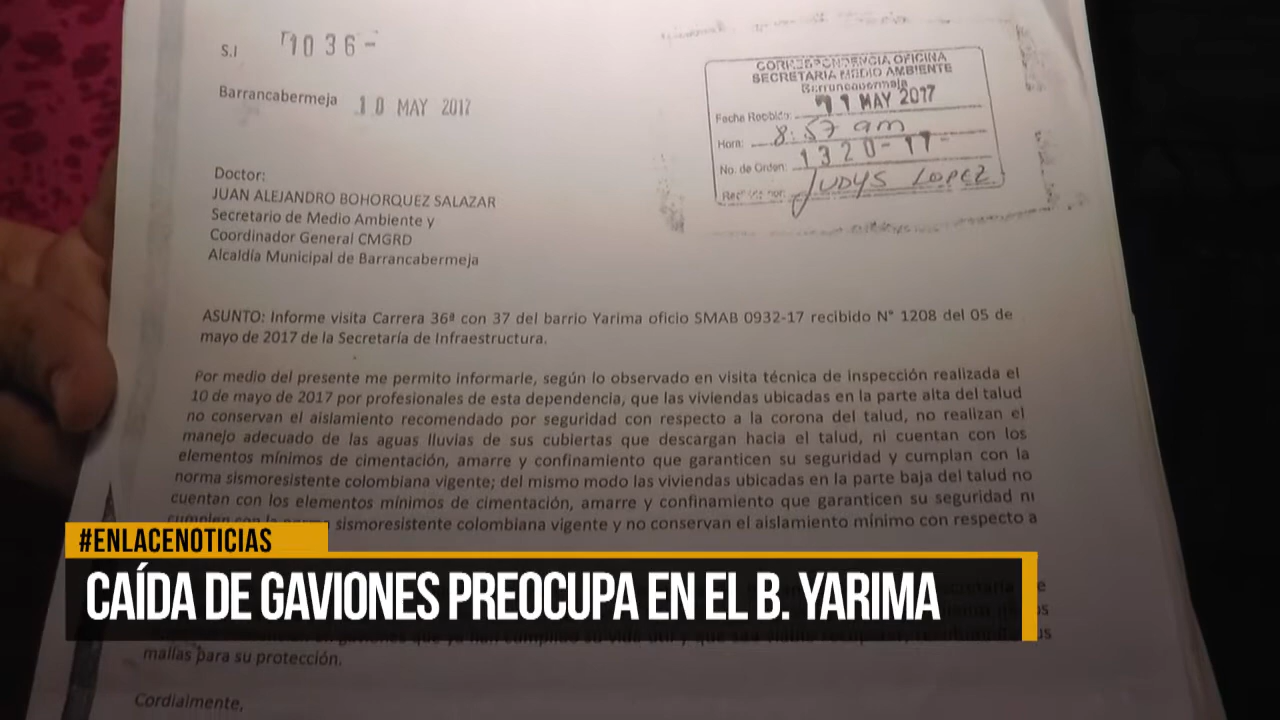 S.I 1036-
Barrancabermeja 10 MAY 2017
CORRESPONDENCIA OFICINA
SECRETARIA MEDIO AMBIENTE
Barrancabermeja
11 MAY 2017
Fecha Recibido:
Hora: 8:57 am
No. de Orden: 1320-17-
JUDYS LOPEZ
Doctor:
JUAN ALEJANDRO BOHORQUEZ SALAZAR
Secretario de Medio Ambiente y
Coordinador General CMGRD
Alcaldía Municipal de Barrancabermeja
ASUNTO: Informe visita Carrera 36ª con 37 del barrio Yarima oficio SMAB 0932-17 recibido N° 1208 del 05 de
mayo de 2017 de la Secretaría de Infraestructura.
Por medio del presente me permito informarle, según lo observado en visita técnica de inspección realizada el
10 de mayo de 2017 por profesionales de esta dependencia, que las viviendas ubicadas en la parte alta del talud
no conservan el aislamiento recomendado por seguridad con respecto a la corona del talud, no realizan el
manejo adecuado de las aguas lluvias de sus cubiertas que descargan hacia el talud, ni cuentan con los
elementos mínimos de cimentación, amarre y confinamiento que garanticen su seguridad y cumplan con la
norma sismoresistente colombiana vigente; del mismo modo las viviendas ubicadas en la parte baja del talud no
cuentan con los elementos mínimos de cimentación, amarre y confinamiento que garanticen su seguridad ni
sismoresistente colombiana vigente y no conservan el aislamiento mínimo con respecto a
#ENLACENOTICIAS
CAÍDA DE GAVIONES PREOCUPA EN EL B. YARIMA
mallas para su protección.
Cordialmente,